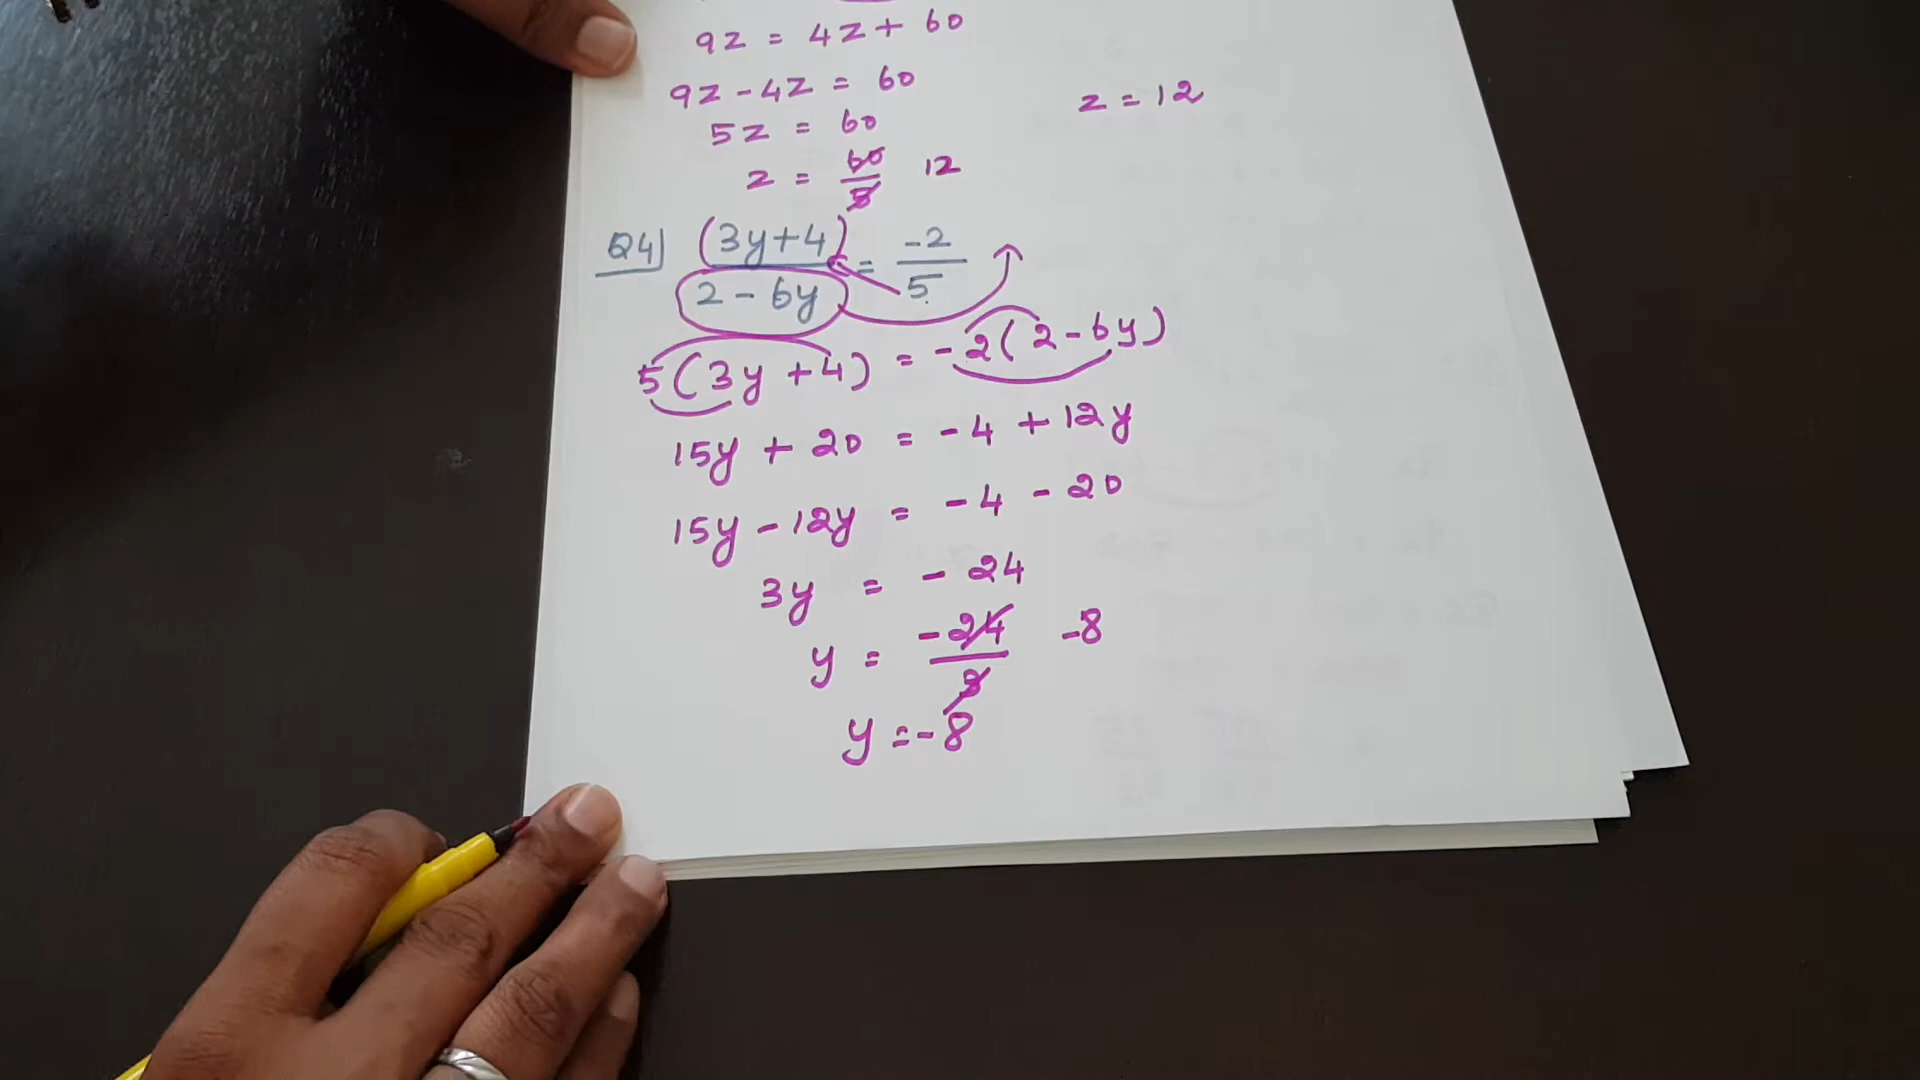 9z = 4z + 60
9z - 4z = 60
5z = 60
z = 12
z = 60/5 12
Q4) (3y+4)/(2-6y) = -2/5
5(3y+4) = -2(2-6y)
15y + 20 = -4 + 12y
15y - 12y = -4 - 20
3y = -24
y = -24/3 -8
y = -8